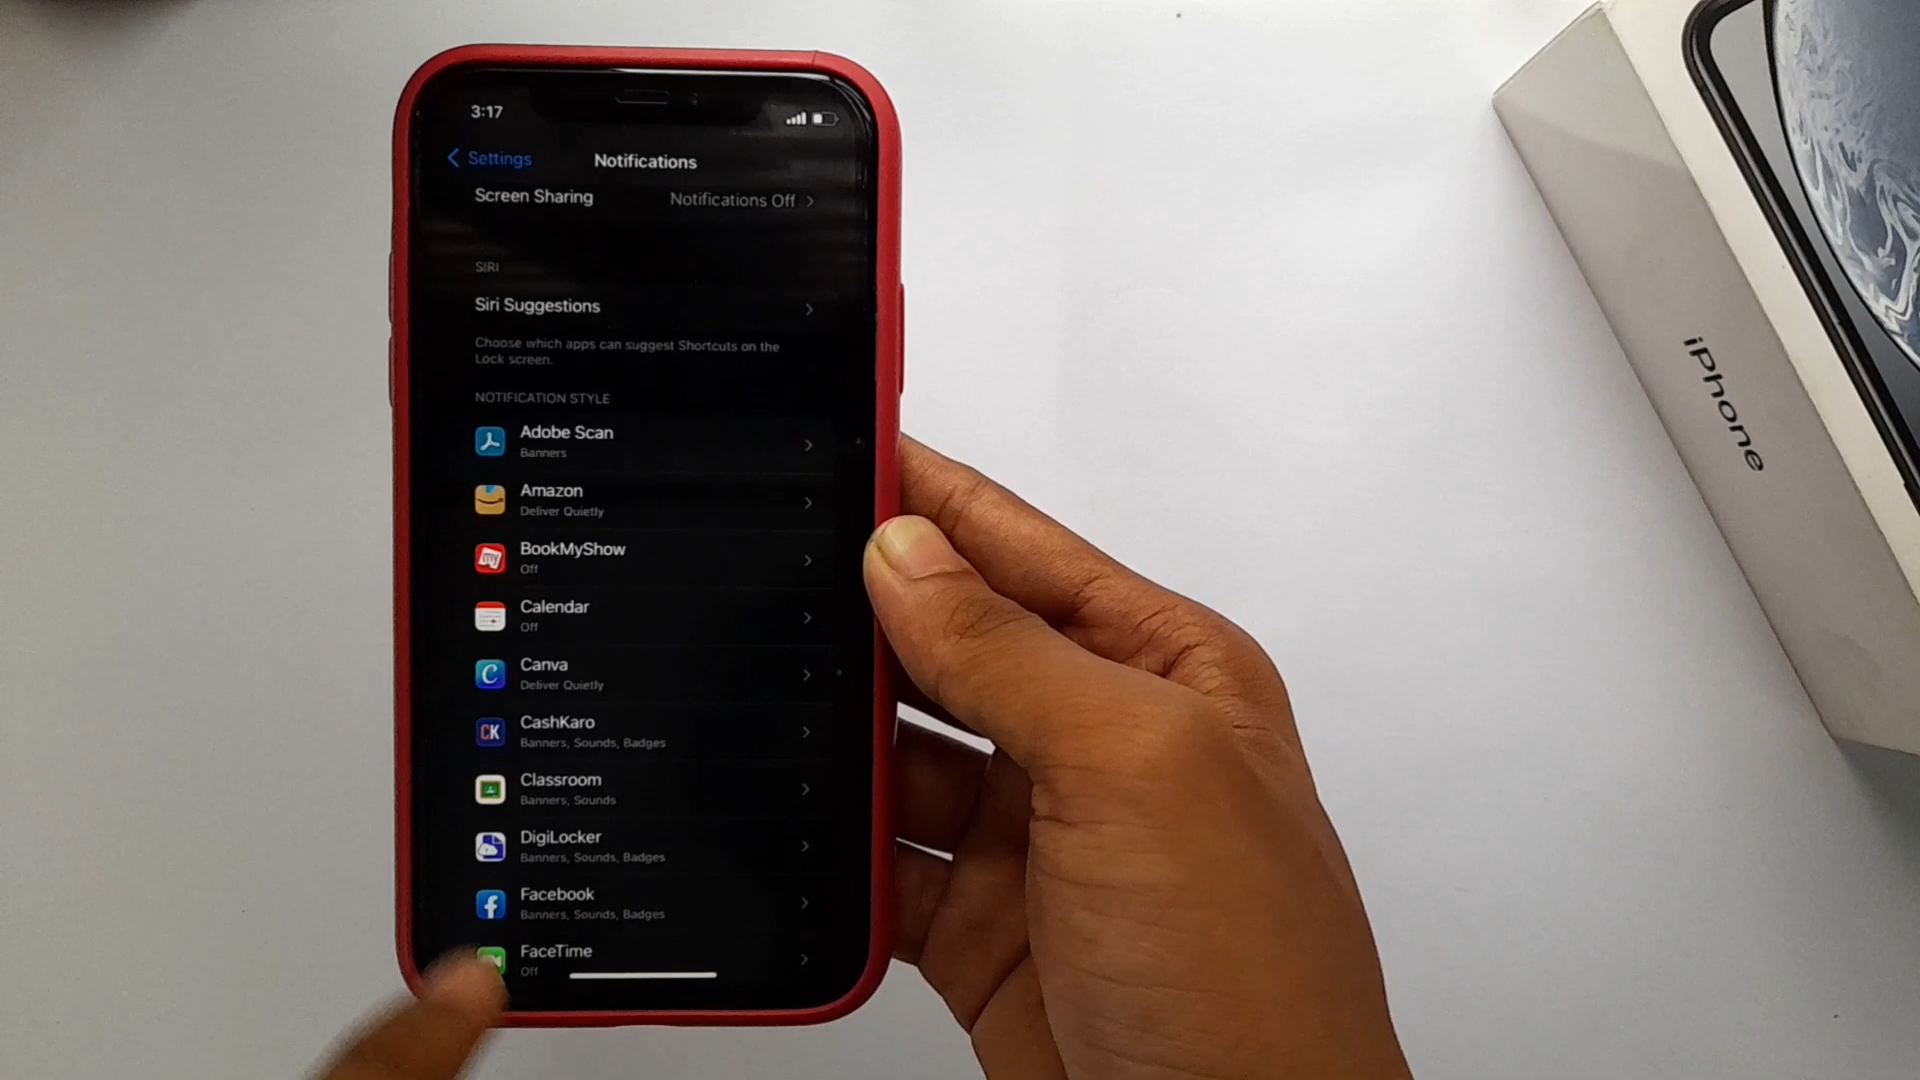 3:17
Settings
Notifications
Screen Sharing
Notifications Off
SIRI
Siri Suggestions
Choose which apps can suggest Shortcuts on the
Lock screen.
NOTIFICATION STYLE
Adobe Scan
Banners
Amazon
Deliver Quietly
BookMyShow
Off
Calendar
Off
Canva
Deliver Quietly
CashKaro
Banners, Sounds, Badges
Classroom
Banners, Sounds
DigiLocker
Banners, Sounds, Badges
Facebook
Banners, Sounds, Badges
FaceTime
Off
my
C
CK
f
iPhone